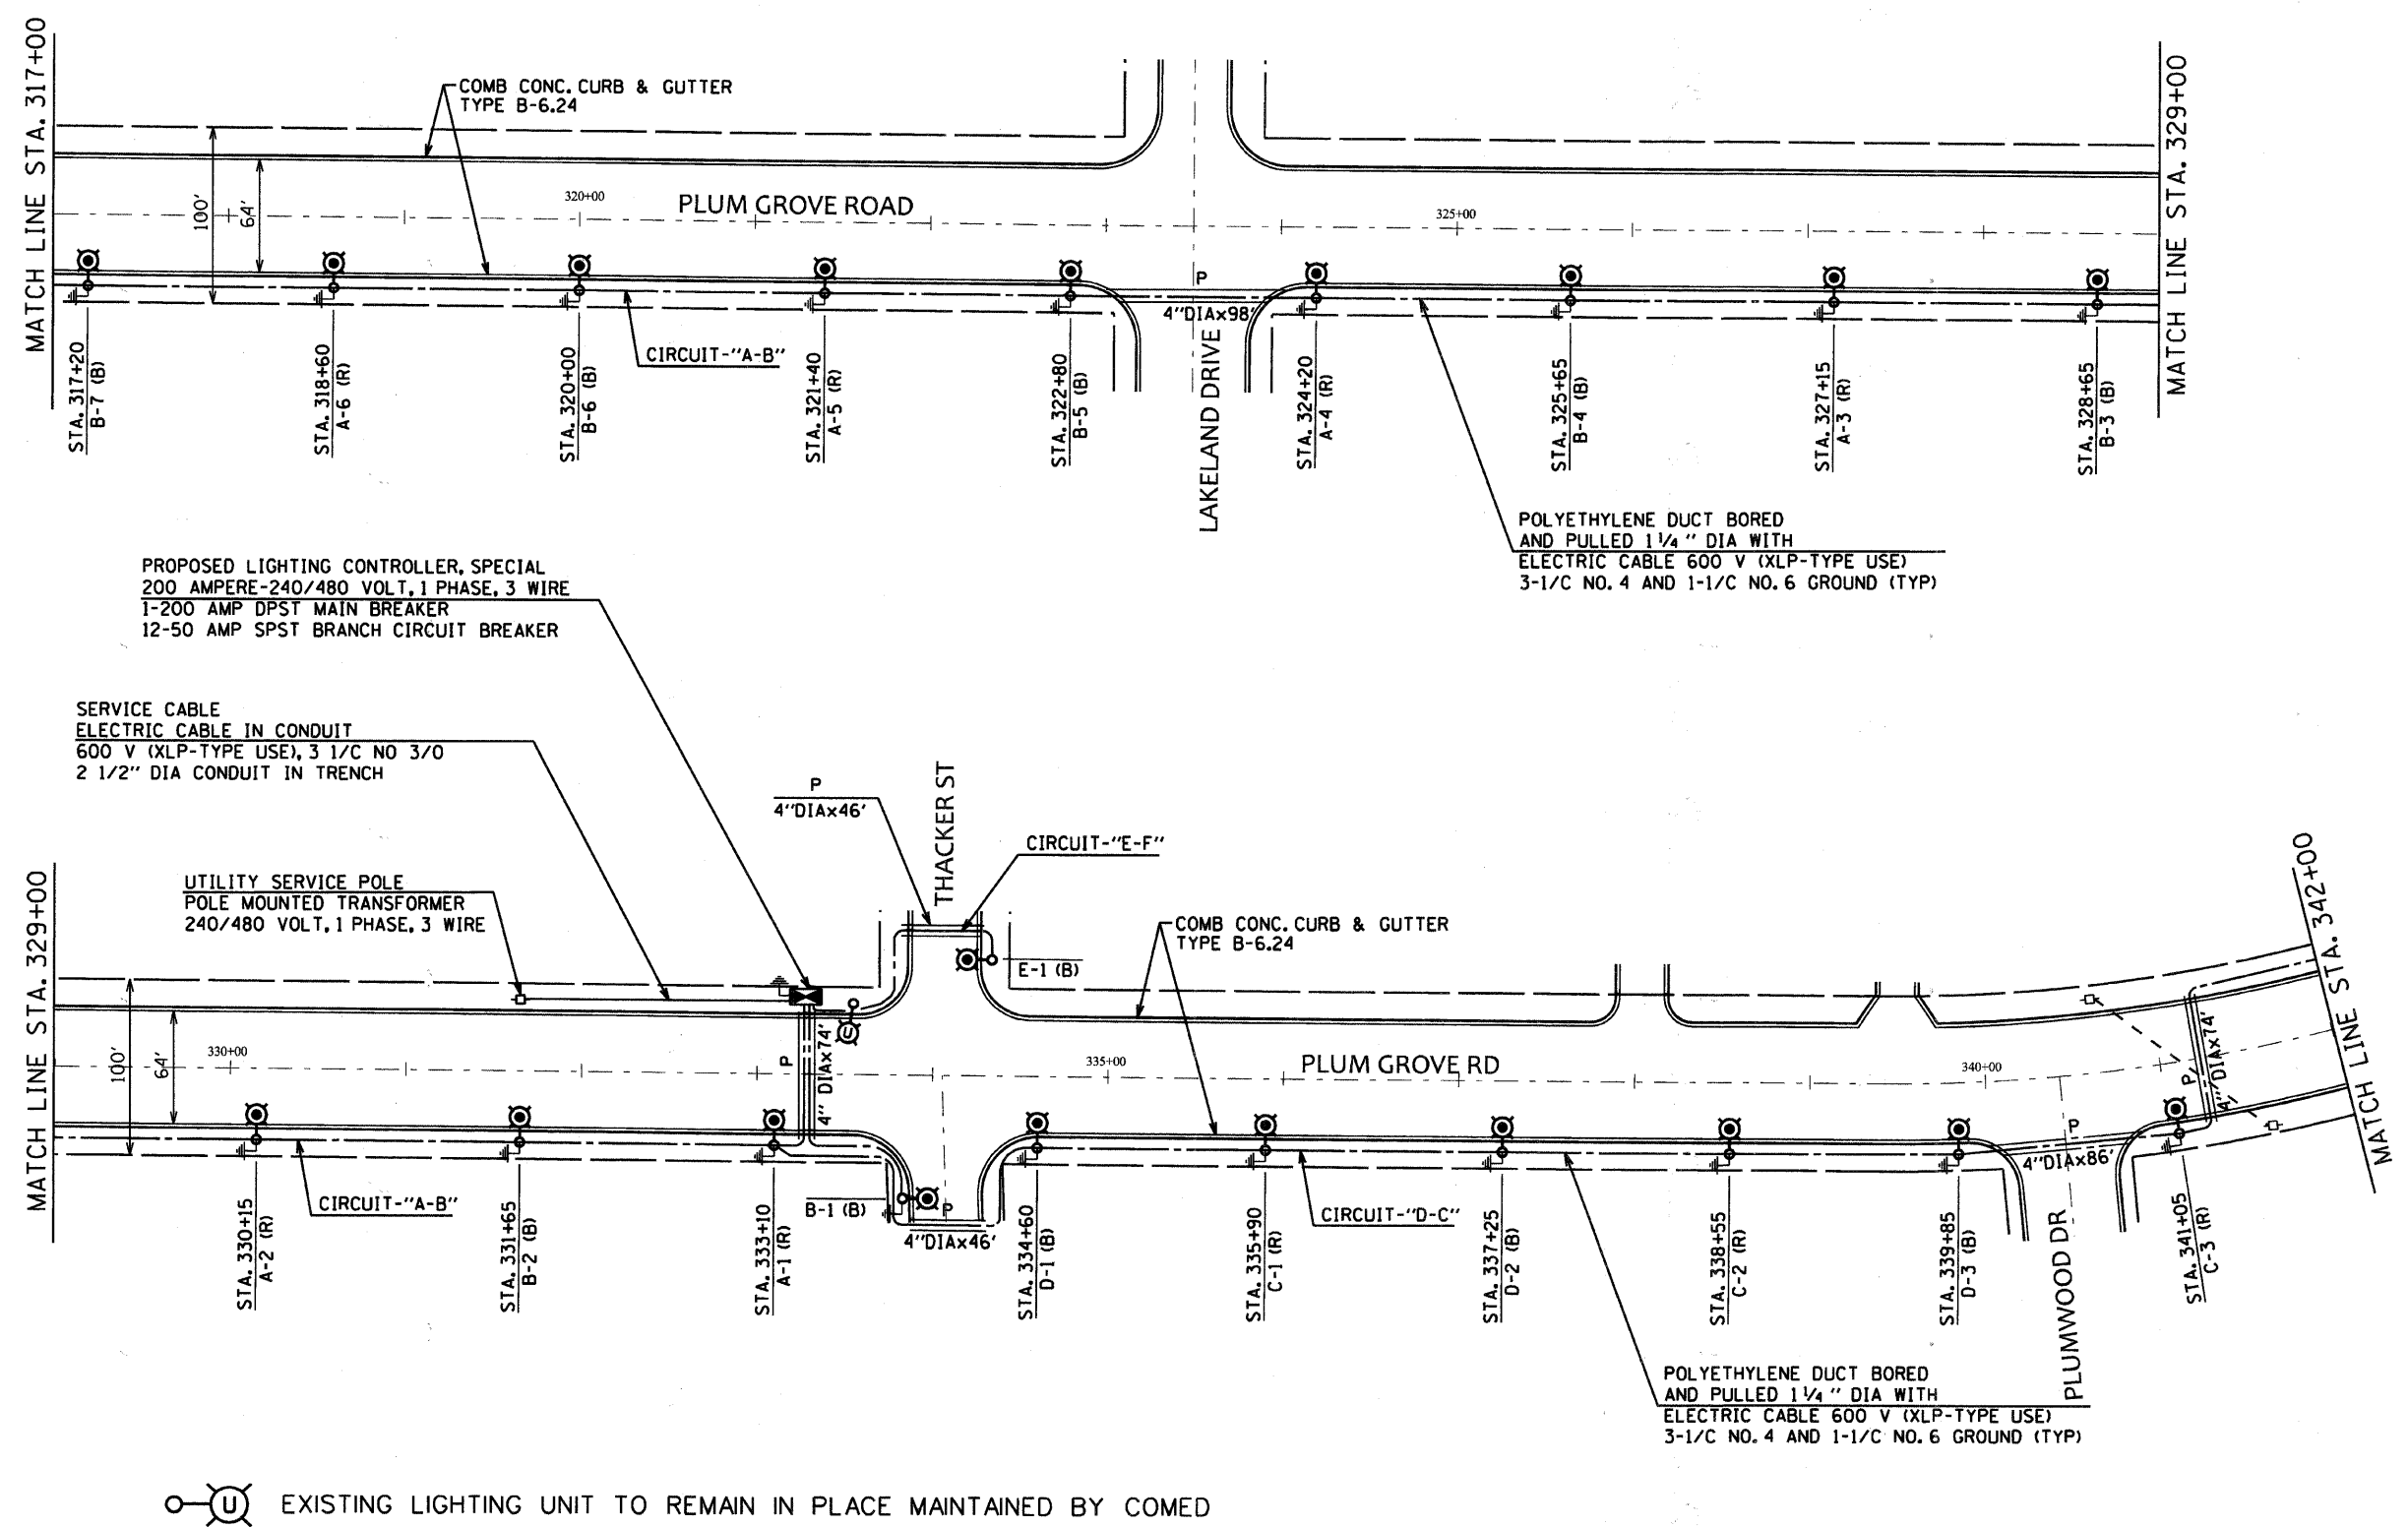 MATCH LINE STA. 317+00
COMB CONC. CURB & GUTTER
TYPE B-6.24
100'
64'
320+00
PLUM GROVE ROAD
325+00
MATCH LINE STA. 329+00
P
4"DIAx98'
LAKELAND DRIVE
CIRCUIT-"A-B"
STA. 317+20
B-7 (B)
STA. 318+60
A-6 (R)
STA. 320+00
B-6 (B)
STA. 321+40
A-5 (R)
STA. 322+80
B-5 (B)
STA. 324+20
A-4 (R)
STA. 325+65
B-4 (B)
STA. 327+15
A-3 (R)
STA. 328+65
B-3 (B)
POLYETHYLENE DUCT BORED
AND PULLED 1 1/4 " DIA WITH
ELECTRIC CABLE 600 V (XLP-TYPE USE)
3-1/C NO. 4 AND 1-1/C NO. 6 GROUND (TYP)
PROPOSED LIGHTING CONTROLLER, SPECIAL
200 AMPERE-240/480 VOLT, 1 PHASE, 3 WIRE
1-200 AMP DPST MAIN BREAKER
12-50 AMP SPST BRANCH CIRCUIT BREAKER
SERVICE CABLE
ELECTRIC CABLE IN CONDUIT
600 V (XLP-TYPE USE), 3 1/C NO 3/0
2 1/2" DIA CONDUIT IN TRENCH
P
4"DIAx46'
THACKER ST
CIRCUIT-"E-F"
UTILITY SERVICE POLE
POLE MOUNTED TRANSFORMER
240/480 VOLT, 1 PHASE, 3 WIRE
COMB CONC. CURB & GUTTER
TYPE B-6.24
E-1 (B)
MATCH LINE STA. 329+00
MATCH LINE STA. 342+00
100'
64'
330+00
P
4" DIAx74'
U
335+00
PLUM GROVE RD
340+00
P
4"DIAx74'
P
4"DIAx86'
CIRCUIT-"A-B"
B-1 (B)
P
4"DIAx46'
CIRCUIT-"D-C"
STA. 330+15
A-2 (R)
STA. 331+65
B-2 (B)
STA. 333+10
A-1 (R)
STA. 334+60
D-1 (B)
STA. 335+90
C-1 (R)
STA. 337+25
D-2 (B)
STA. 338+55
C-2 (R)
STA. 339+85
D-3 (B)
PLUMWOOD DR
STA. 341+05
C-3 (R)
POLYETHYLENE DUCT BORED
AND PULLED 1 1/4 " DIA WITH
ELECTRIC CABLE 600 V (XLP-TYPE USE)
3-1/C NO. 4 AND 1-1/C NO. 6 GROUND (TYP)
U EXISTING LIGHTING UNIT TO REMAIN IN PLACE MAINTAINED BY COMED